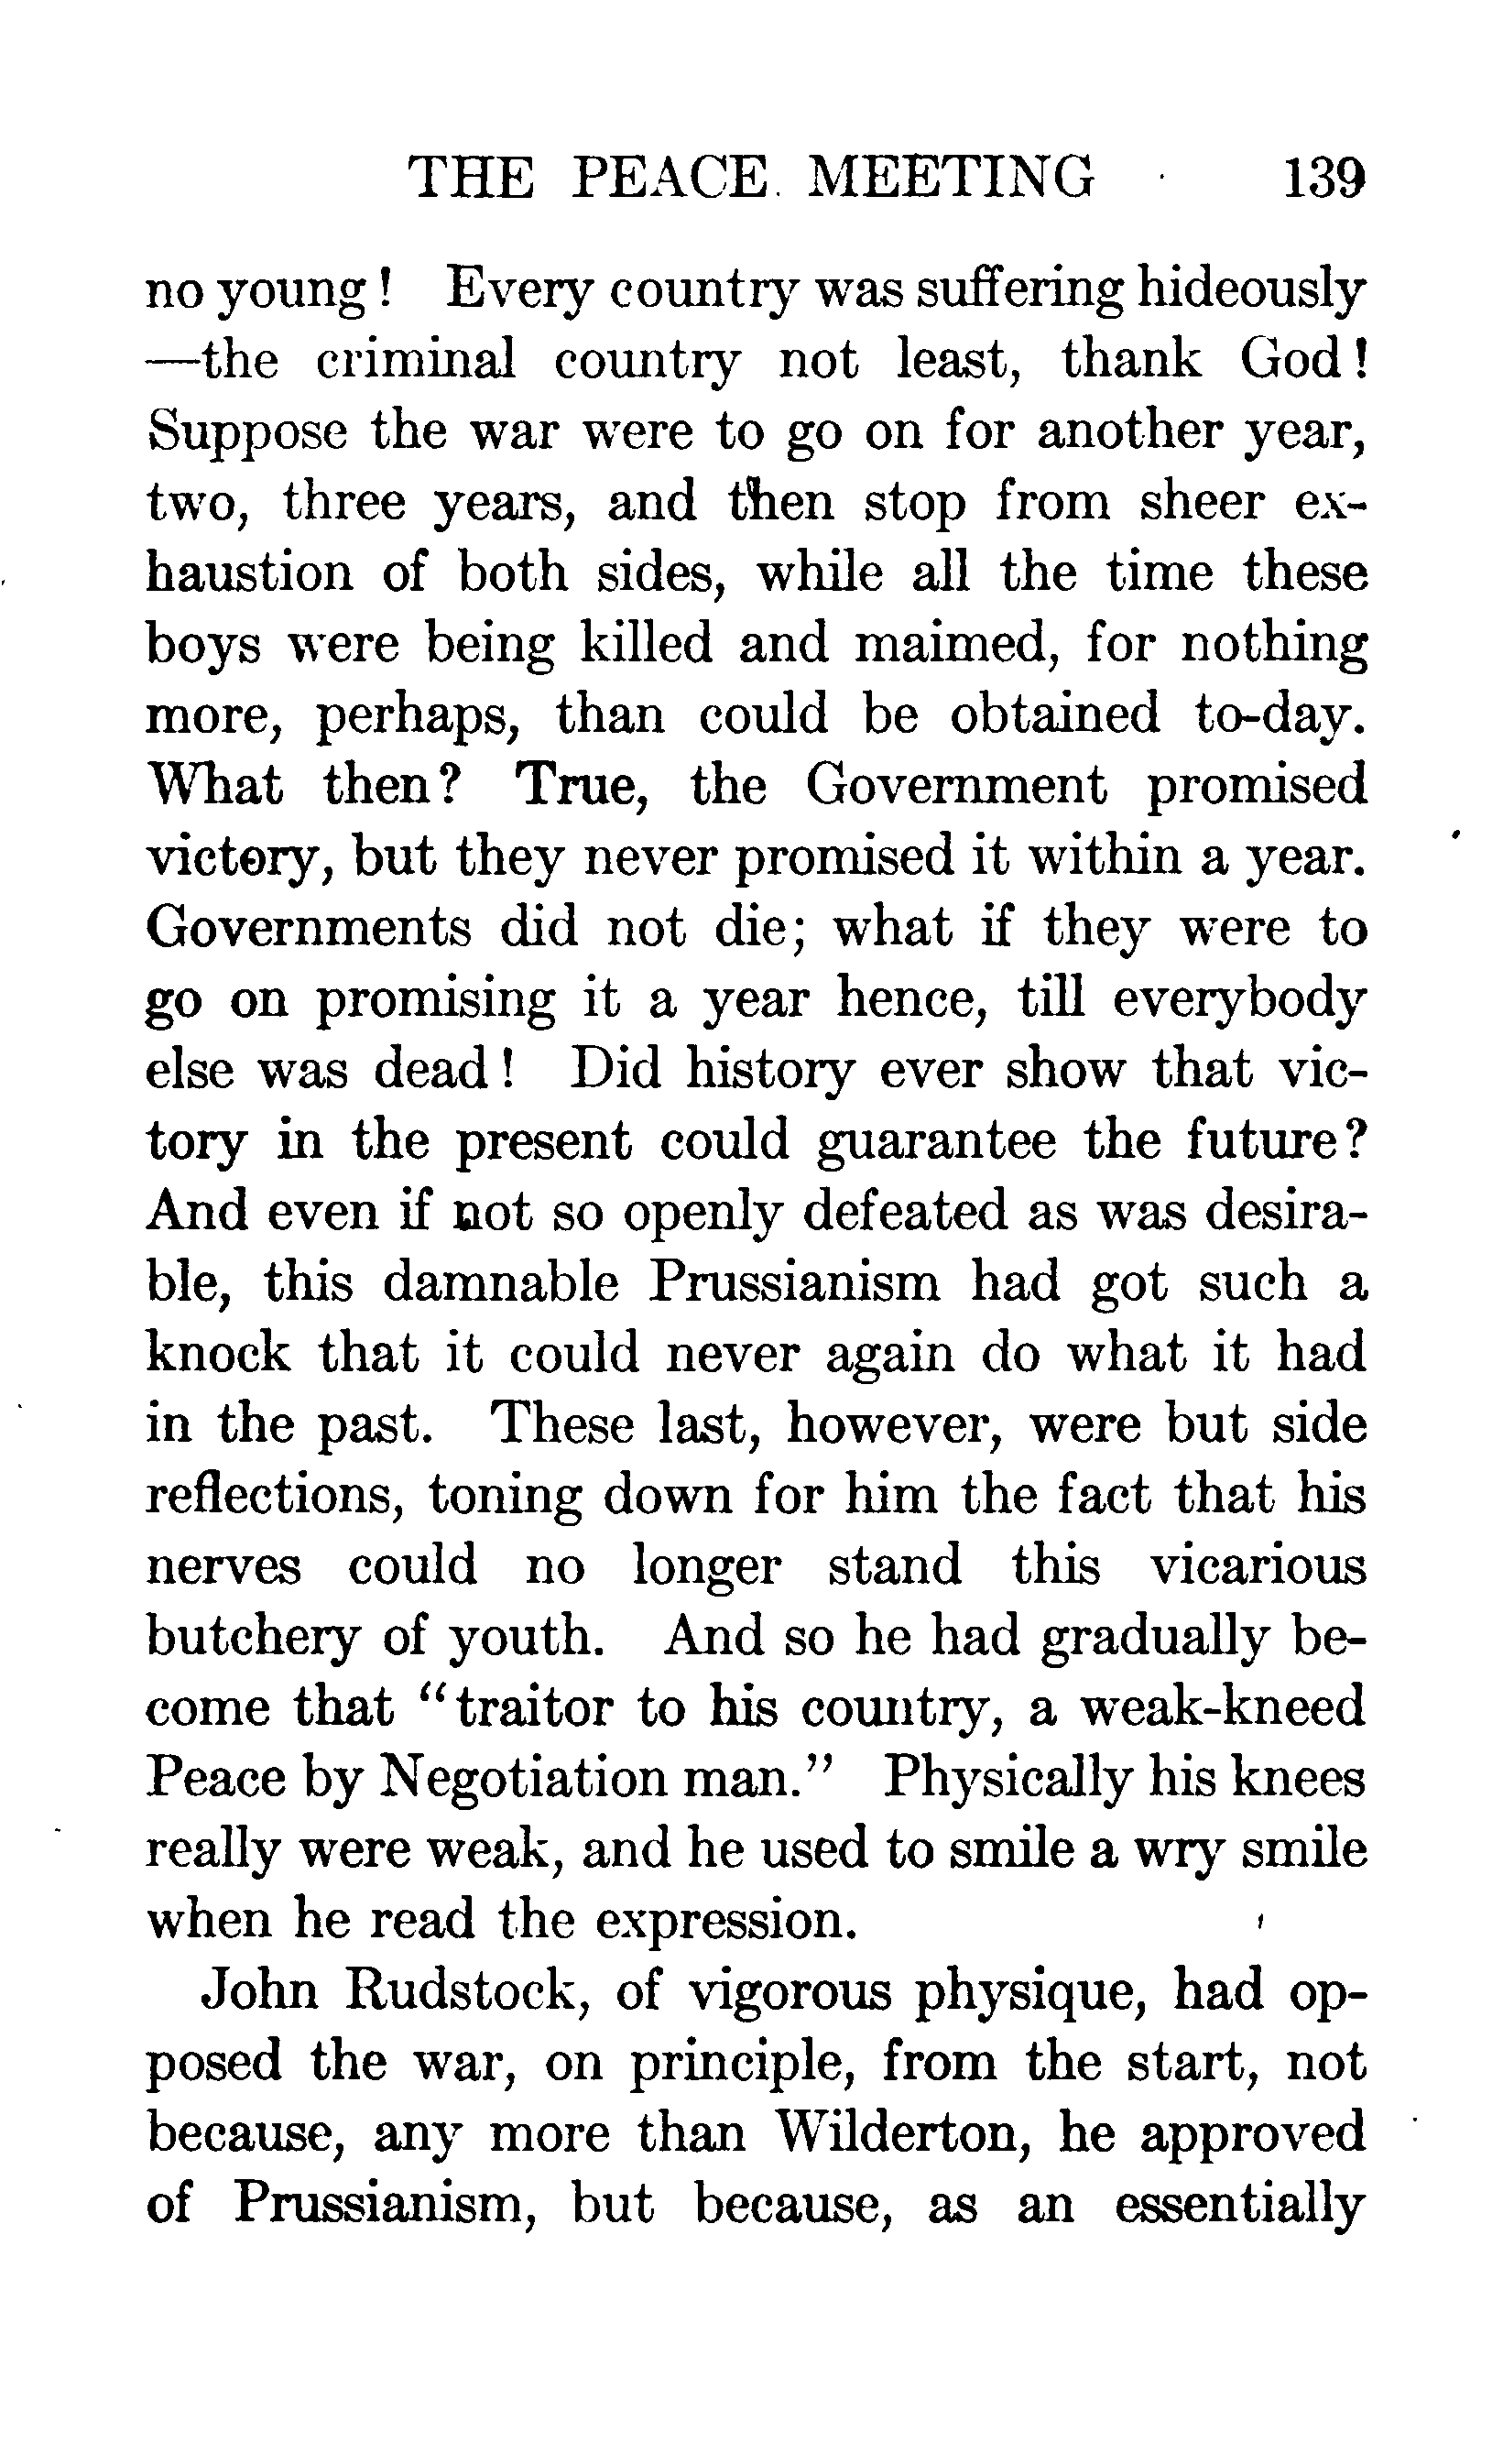 THE PEACE MEETING 139
no young! Every country was suffering hideously
—the criminal country not least, thank God!
Suppose the war were to go on for another year,
two, three years, and then stop from sheer ex-
haustion of both sides, while all the time these
boys were being killed and maimed, for nothing
more, perhaps, than could be obtained to-day.
What then? True, the Government promised
victory, but they never promised it within a year.
Governments did not die; what if they were to
go on promising it a year hence, till everybody
else was dead! Did history ever show that vic-
tory in the present could guarantee the future?
And even if not so openly defeated as was desira-
ble, this damnable Prussianism had got such a
knock that it could never again do what it had
in the past. These last, however, were but side
reflections, toning down for him the fact that his
nerves could no longer stand this vicarious
butchery of youth. And so he had gradually be-
come that "traitor to his country, a weak-kneed
Peace by Negotiation man." Physically his knees
really were weak, and he used to smile a wry smile
when he read the expression.
John Rudstock, of vigorous physique, had op-
posed the war, on principle, from the start, not
because, any more than Wilderton, he approved
of Prussianism, but because, as an essentially